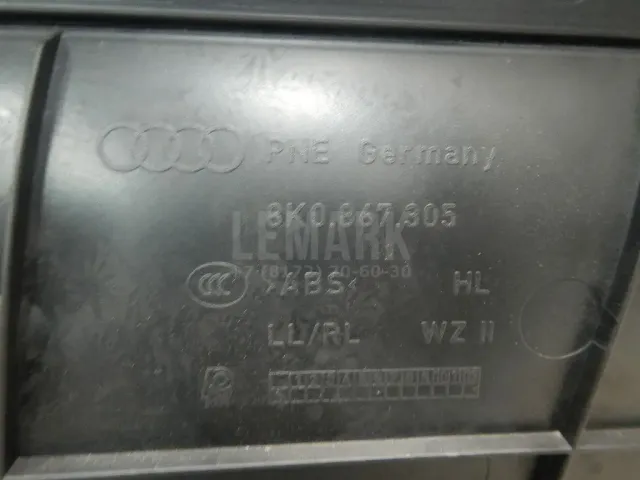 PNE Germany
8K0.867.305
LEMARK
>ABS< HL
LL/RL WZ II